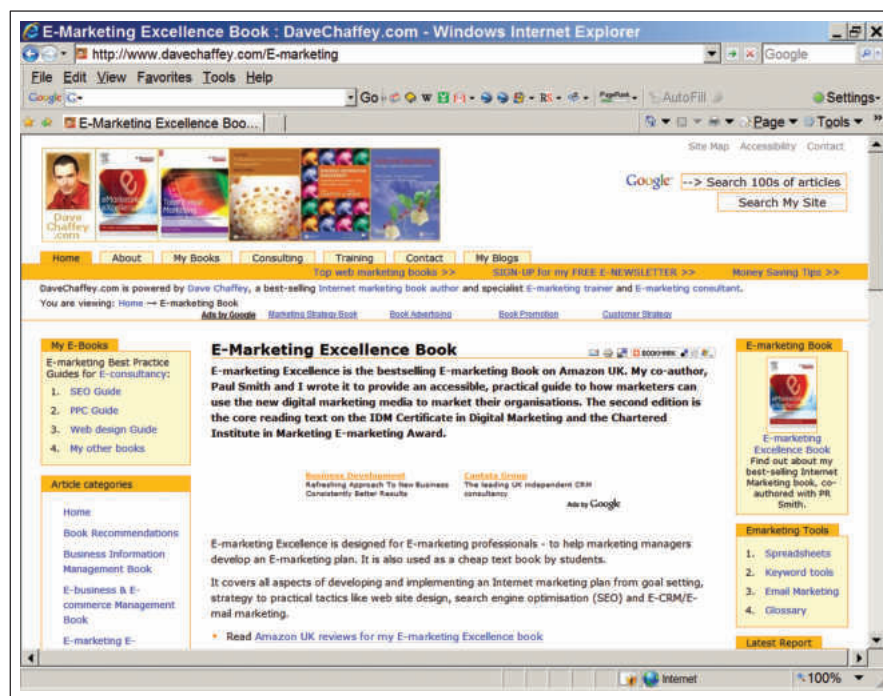 E-Marketing Excellence Book : DaveChaffey.com - Windows Internet Explorer
http://www.davechaffey.com/E-marketing
Google
File Edit View Favorites Tools Help
Google G- Go RS AutoFill Settings-
E-Marketing Excellence Boo... Page Tools
Site Map Accessibility Contact
Google --> Search 100s of articles
Search My Site
Dave
Chaffey
.com
Home About My Books Consulting Training Contact My Blogs
Top web marketing books >> SIGN-UP for my FREE E-NEWSLETTER >> Money Saving Tips >>
DaveChaffey.com is powered by Dave Chaffey, a best-selling Internet marketing book author and specialist E-marketing trainer and E-marketing consultant.
You are viewing: Home → E-marketing Book
Ads by Google Marketing Strategy Book Book Advertising Book Promotion Customer Strategy
My E-Books
E-marketing Best Practice
Guides for E-consultancy:
1. SEO Guide
2. PPC Guide
3. Web design Guide
4. My other books
Article categories
Home
Book Recommendations
Business Information
Management Book
E-business & E-
commerce Management
Book
E-marketing E-
E-Marketing Excellence Book
BOOKMARK
E-marketing Excellence is the bestselling E-marketing Book on Amazon UK. My co-author,
Paul Smith and I wrote it to provide an accessible, practical guide to how marketers can
use the new digital marketing media to market their organisations. The second edition is
the core reading text on the IDM Certificate in Digital Marketing and the Chartered
Institute in Marketing E-marketing Award.
Business Development
Refreshing Approach To New Business
Consistently Better Results
Cantata Group
The leading UK independent CRM
consultancy
Ads by Google
E-marketing Excellence is designed for E-marketing professionals - to help marketing managers
develop an E-marketing plan. It is also used as a cheap text book by students.
It covers all aspects of developing and implementing an Internet marketing plan from goal setting,
strategy to practical tactics like web site design, search engine optimisation (SEO) and E-CRM/E-
mail marketing.
• Read Amazon UK reviews for my E-marketing Excellence book
E-marketing Book
E-marketing
Excellence Book
Find out about my
best-selling Internet
Marketing book, co-
authored with PR
Smith.
Emarketing Tools
1. Spreadsheets
2. Keyword tools
3. Email Marketing
4. Glossary
Latest Report
Internet 100%